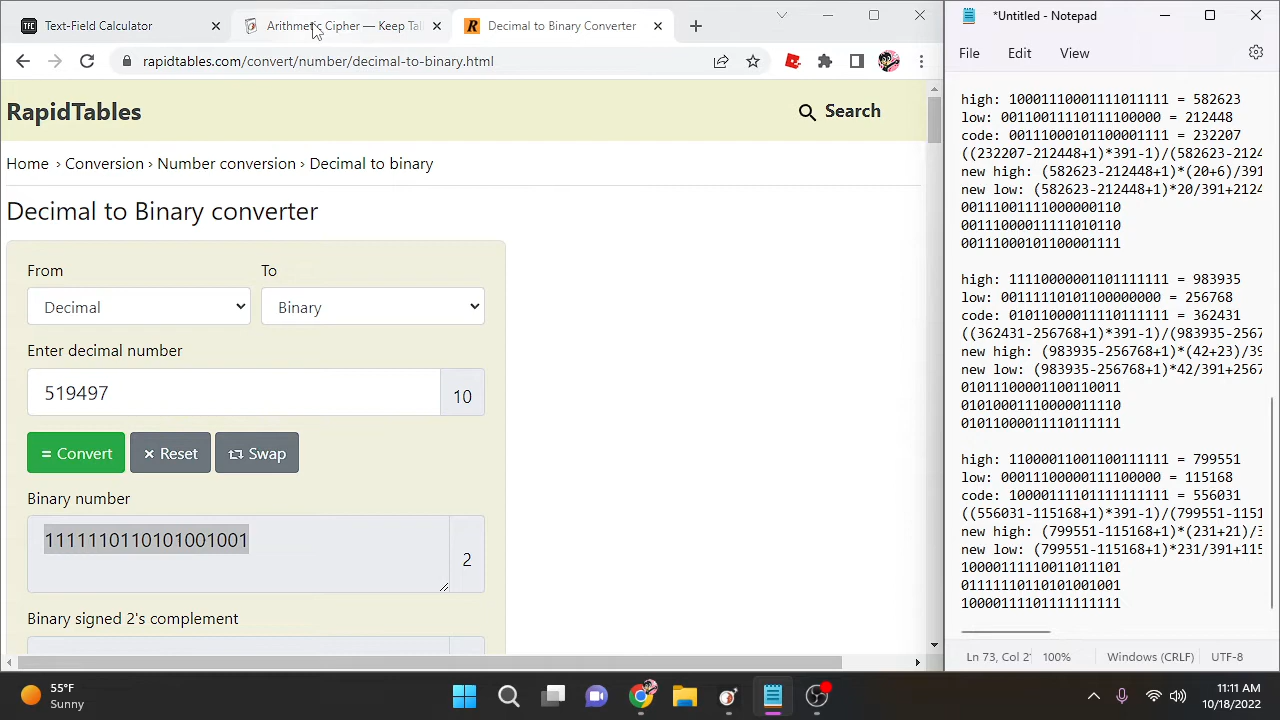 Text-Field Calculator
Arithmetic Cipher — Keep Tal
Decimal to Binary Converter
rapidtables.com/convert/number/decimal-to-binary.html
RapidTables
Search
Home › Conversion › Number conversion › Decimal to binary
Decimal to Binary converter
From To
Decimal Binary
Enter decimal number
519497 10
= Convert × Reset Swap
Binary number
1111110110101001001
2
Binary signed 2's complement
*Untitled - Notepad
File Edit View
high: 10001110001111011111 = 582623
low: 00110011110111100000 = 212448
code: 00111000101100001111 = 232207
((232207-212448+1)*391-1)/(582623-2124
new high: (582623-212448+1)*(20+6)/391
new low: (582623-212448+1)*20/391+2124
00111001111000000110
00111000011111010110
00111000101100001111
high: 11110000001101111111 = 983935
low: 00111110101100000000 = 256768
code: 01011000011110111111 = 362431
((362431-256768+1)*391-1)/(983935-2567
new high: (983935-256768+1)*(42+23)/39
new low: (983935-256768+1)*42/391+2567
01011100001100110011
01010001110000011110
01011000011110111111
high: 11000011001100111111 = 799551
low: 00011100000111100000 = 115168
code: 10000111101111111111 = 556031
((556031-115168+1)*391-1)/(799551-1151
new high: (799551-115168+1)*(231+21)/3
new low: (799551-115168+1)*231/391+115
10000111110011011101
01111110110101001001
10000111101111111111
Ln 73, Col 2 100% Windows (CRLF) UTF-8
55°F
Sunny
11:11 AM
10/18/2022